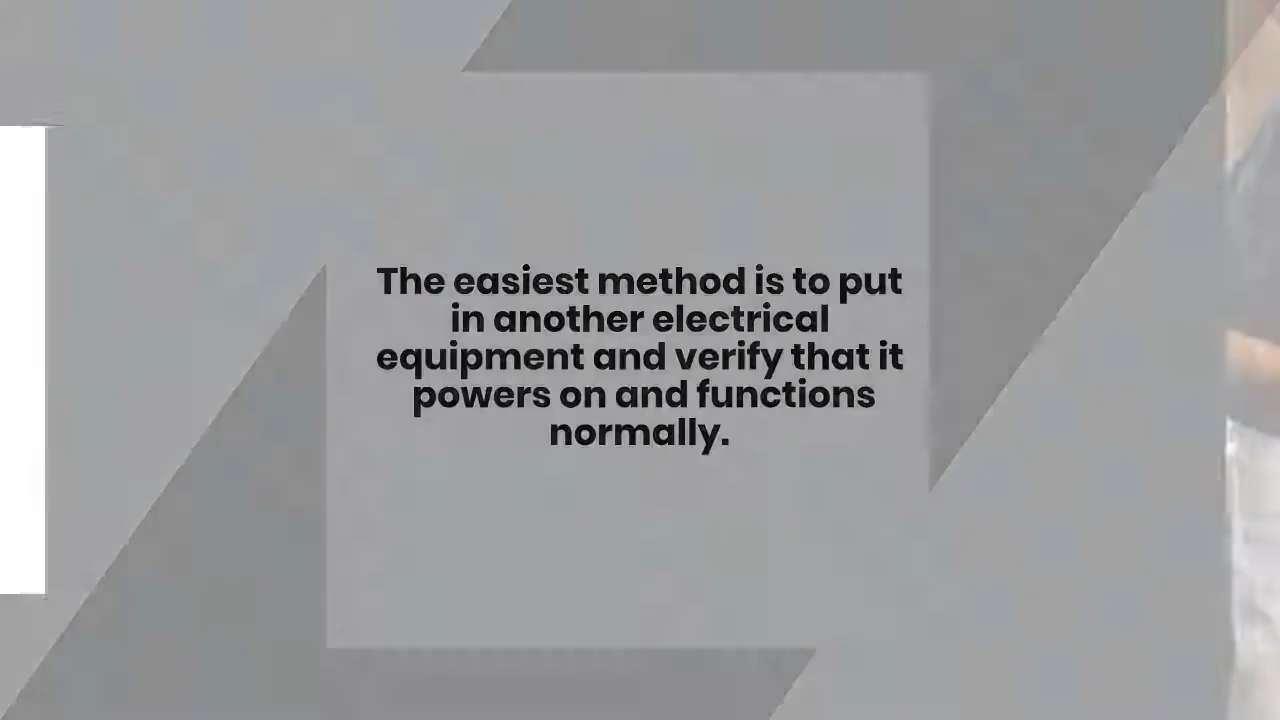 The easiest method is to put
in another electrical
equipment and verify that it
powers on and functions
normally.